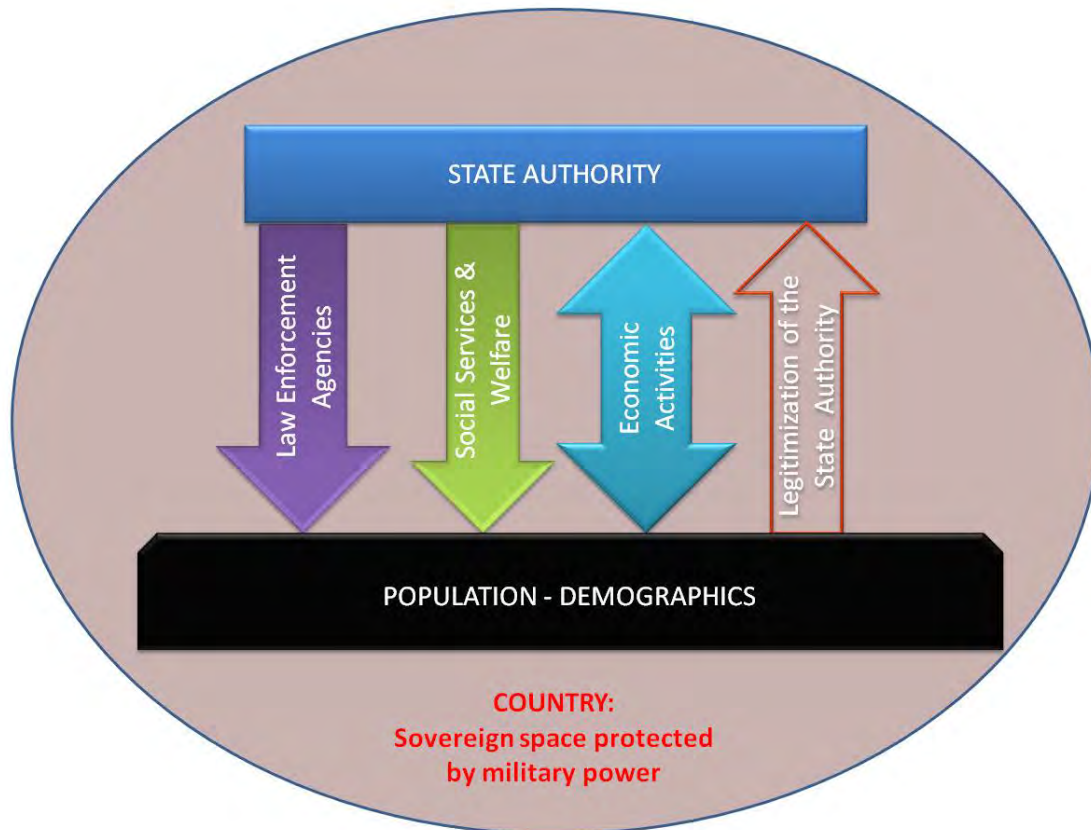 STATE AUTHORITY
Law Enforcement
Agencies
Social Services &
Welfare
Economic
Activities
Legitimization of the
State Authority
POPULATION - DEMOGRAPHICS
COUNTRY:
Sovereign space protected
by military power